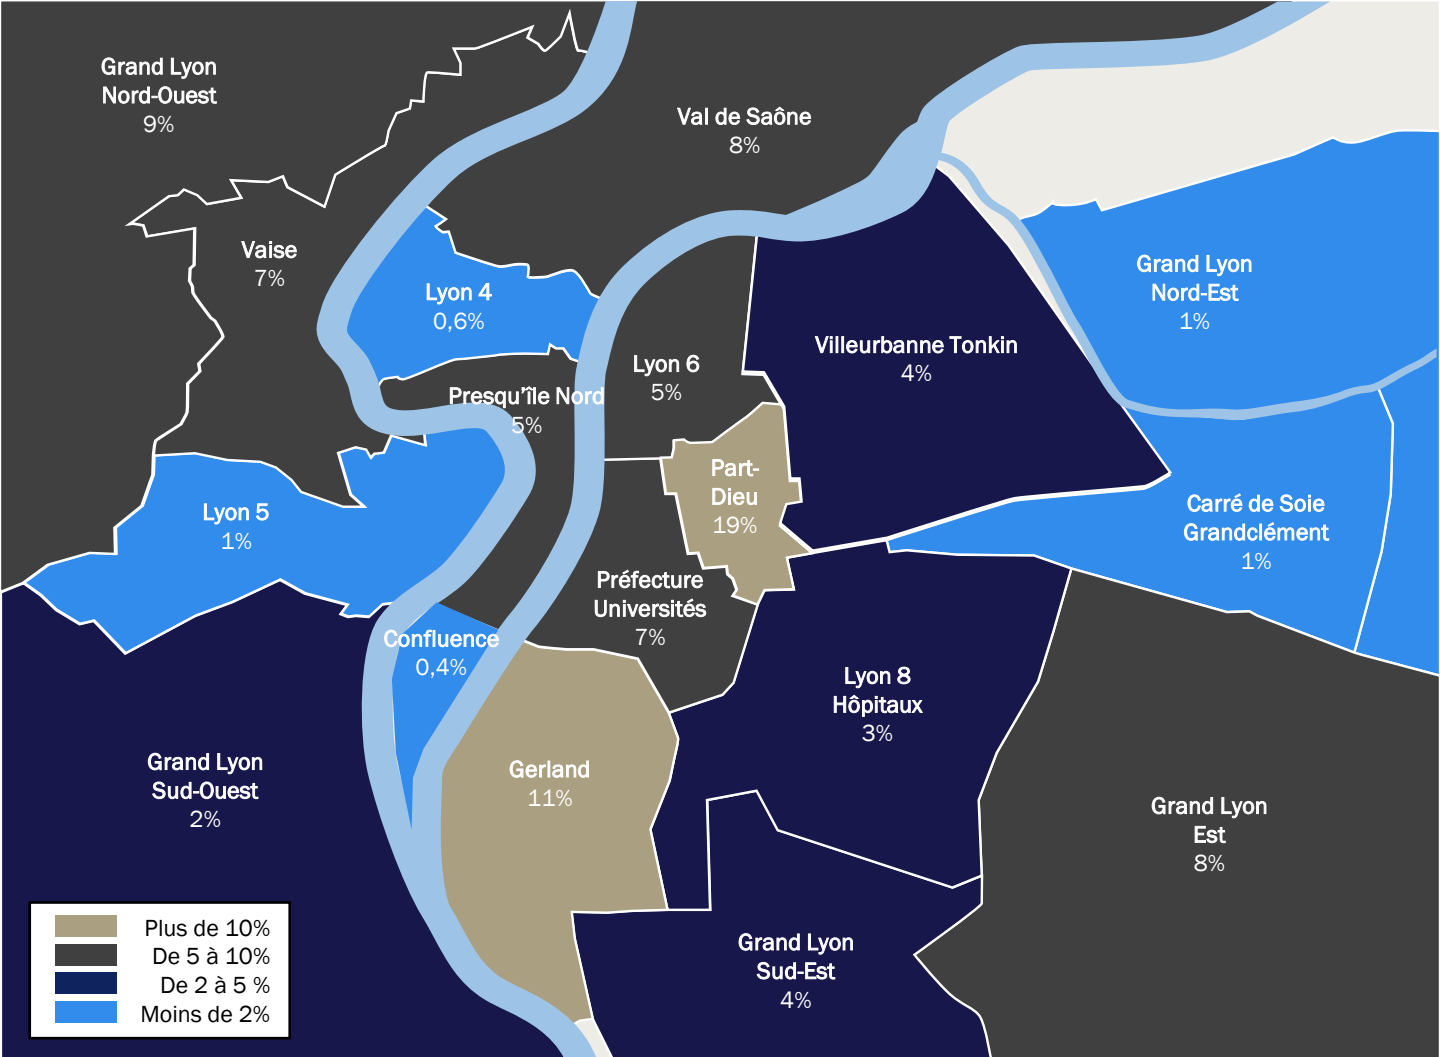 Grand Lyon
Nord-Ouest
9%
Val de Saône
8%
Vaise
7%
Lyon 4
0,6%
Grand Lyon
Nord-Est
1%
Villeurbanne Tonkin
4%
Lyon 6
5%
Presqu'île Nord
5%
Part-
Dieu
19%
Lyon 5
1%
Carré de Soie
Grandclément
1%
Préfecture
Universités
7%
Confluence
0,4%
Lyon 8
Hôpitaux
3%
Grand Lyon
Sud-Ouest
2%
Gerland
11%
Grand Lyon
Est
8%
Grand Lyon
Sud-Est
4%
Plus de 10%
De 5 à 10%
De 2 à 5 %
Moins de 2%